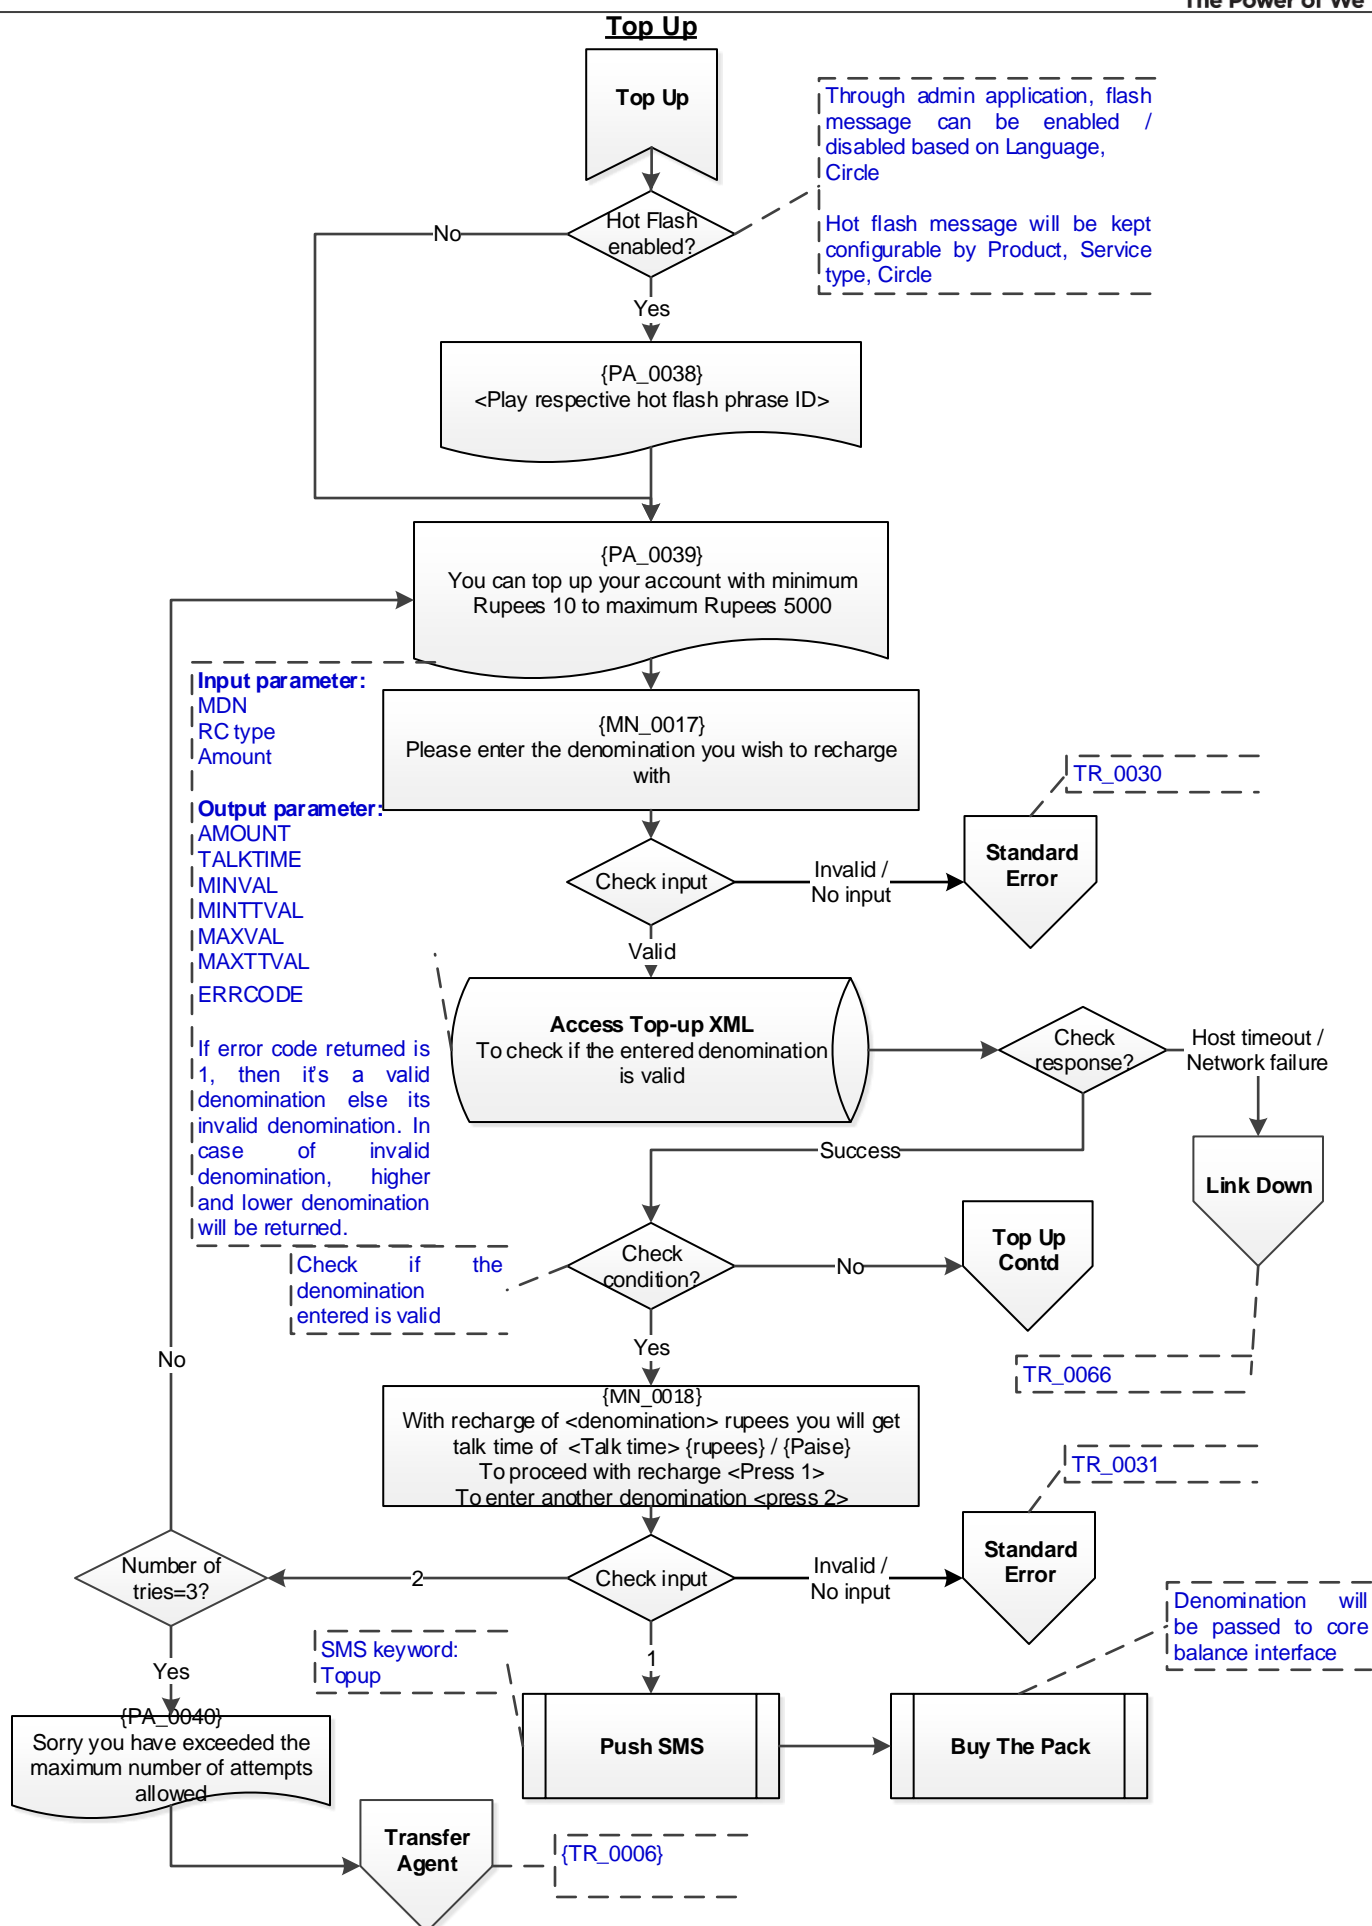 The Power of We
Top Up
Top Up
Through admin application, flash
message can be enabled /
disabled based on Language,
Circle
Hot flash message will be kept
configurable by Product, Service
type, Circle
Hot Flash
enabled?
No
Yes
{PA_0038}
<Play respective hot flash phrase ID>
{PA_0039}
You can top up your account with minimum
Rupees 10 to maximum Rupees 5000
Input parameter:
MDN
RC type
Amount
Output parameter:
AMOUNT
TALKTIME
MINVAL
MINTTVAL
MAXVAL
MAXTTVAL
ERRCODE
If error code returned is
1, then it's a valid
denomination else its
invalid denomination. In
case of invalid
denomination, higher
and lower denomination
will be returned.
{MN_0017}
Please enter the denomination you wish to recharge
with
TR_0030
Standard
Error
Check input
Invalid /
No input
Valid
Access Top-up XML
To check if the entered denomination
is valid
Check
response?
Host timeout /
Network failure
Success
Link Down
Top Up
Contd
Check
condition?
No
Check if the
denomination
entered is valid
Yes
TR_0066
No
{MN_0018}
With recharge of <denomination> rupees you will get
talk time of <Talk time> {rupees} / {Paise}
To proceed with recharge <Press 1>
To enter another denomination <press 2>
TR_0031
Standard
Error
Number of
tries=3?
2
Check input
Invalid /
No input
Denomination will
be passed to core
balance interface
SMS keyword:
Topup
1
Yes
{PA_0040}
Sorry you have exceeded the
maximum number of attempts
allowed
Push SMS
Buy The Pack
Transfer
Agent
{TR_0006}